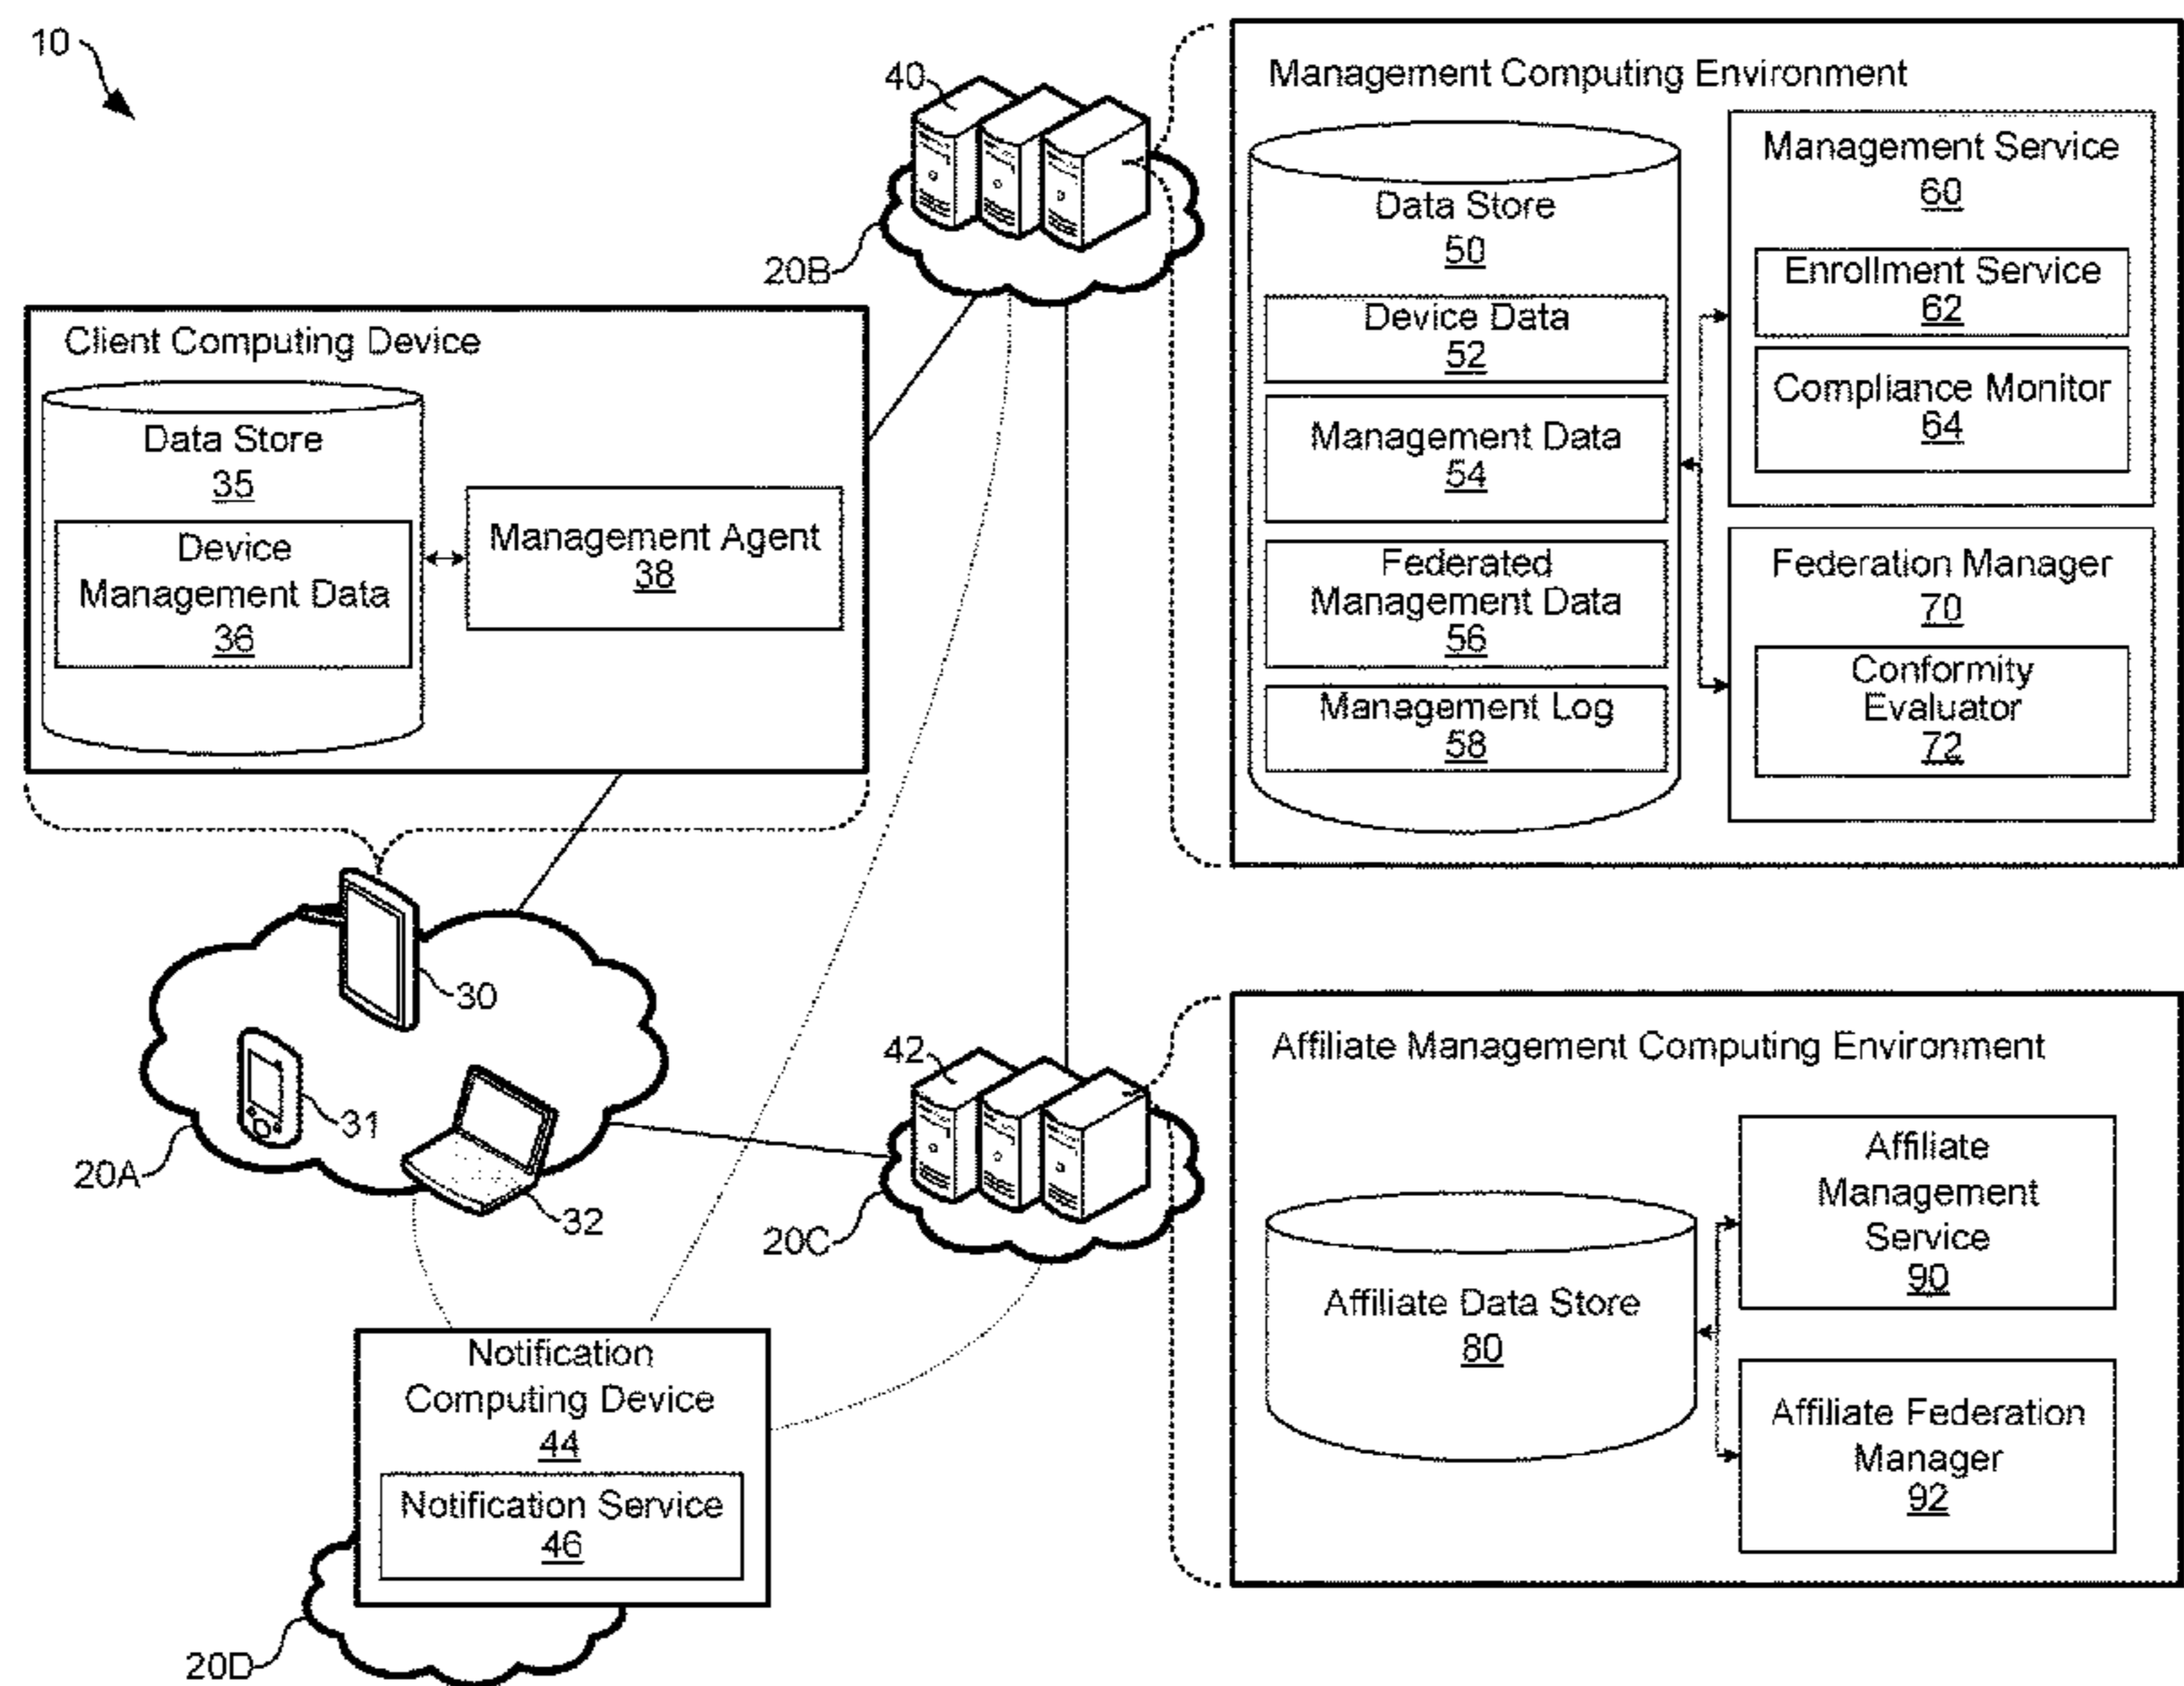 10
40
20B
Management Computing Environment
Data Store
50
Device Data
52
Management Data
54
Federated
Management Data
56
Management Log
58
Management Service
60
Enrollment Service
62
Compliance Monitor
64
Federation Manager
70
Conformity
Evaluator
72
Client Computing Device
Data Store
35
Device
Management Data
36
Management Agent
38
30
31
32
20A
42
20C
Affiliate Management Computing Environment
Affiliate Data Store
80
Affiliate
Management
Service
90
Affiliate Federation
Manager
92
Notification
Computing Device
44
Notification Service
46
20D